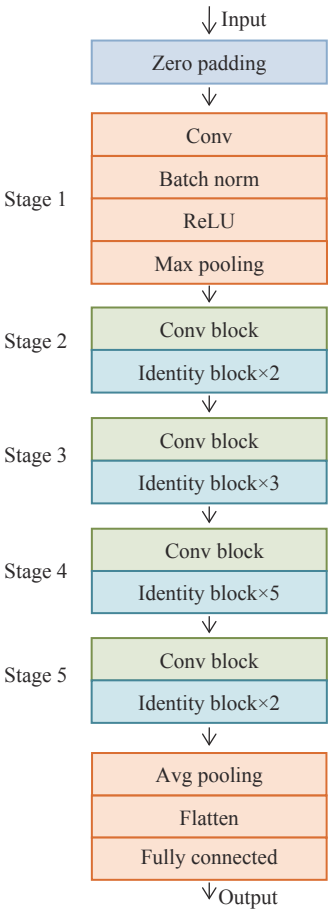 Input
Zero padding
Stage 1
Conv
Batch norm
ReLU
Max pooling
Stage 2
Conv block
Identity block×2
Stage 3
Conv block
Identity block×3
Stage 4
Conv block
Identity block×5
Stage 5
Conv block
Identity block×2
Avg pooling
Flatten
Fully connected
Output